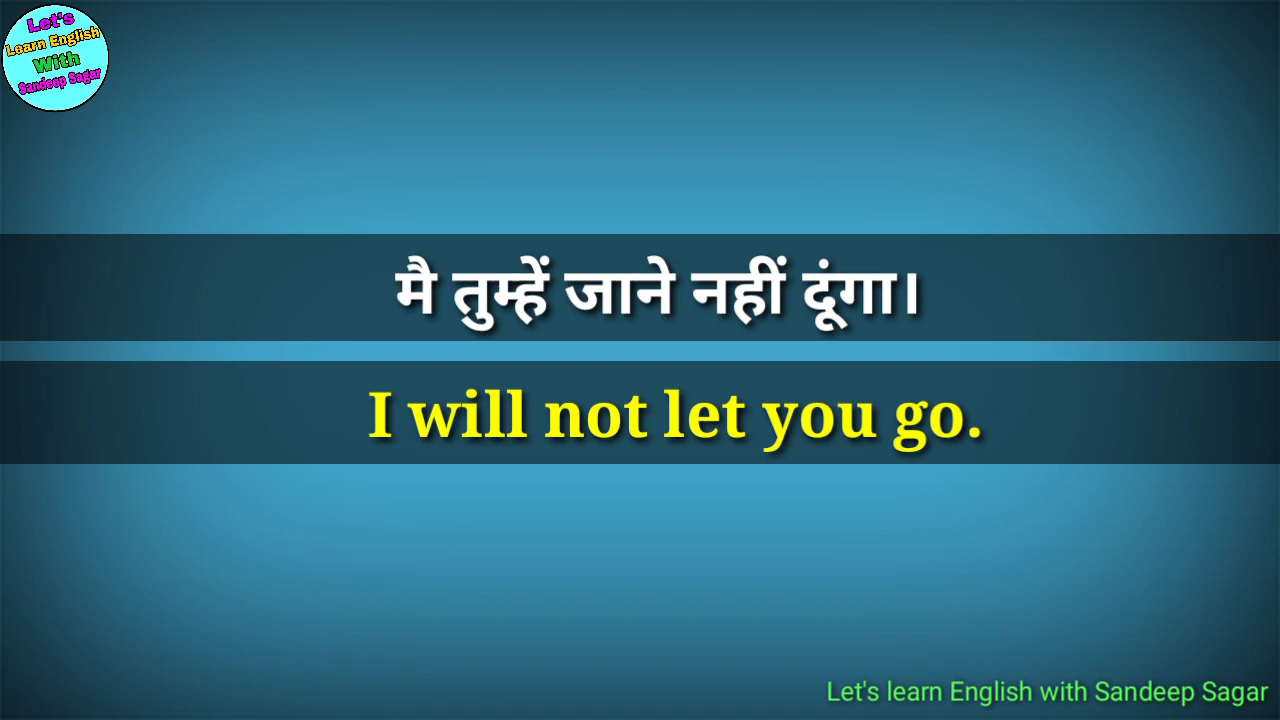 Let's
Learn English
With
Sandeep Sagar
मै तुम्हें जाने नहीं दूंगा।
I will not let you go.
Let's learn English with Sandeep Sagar